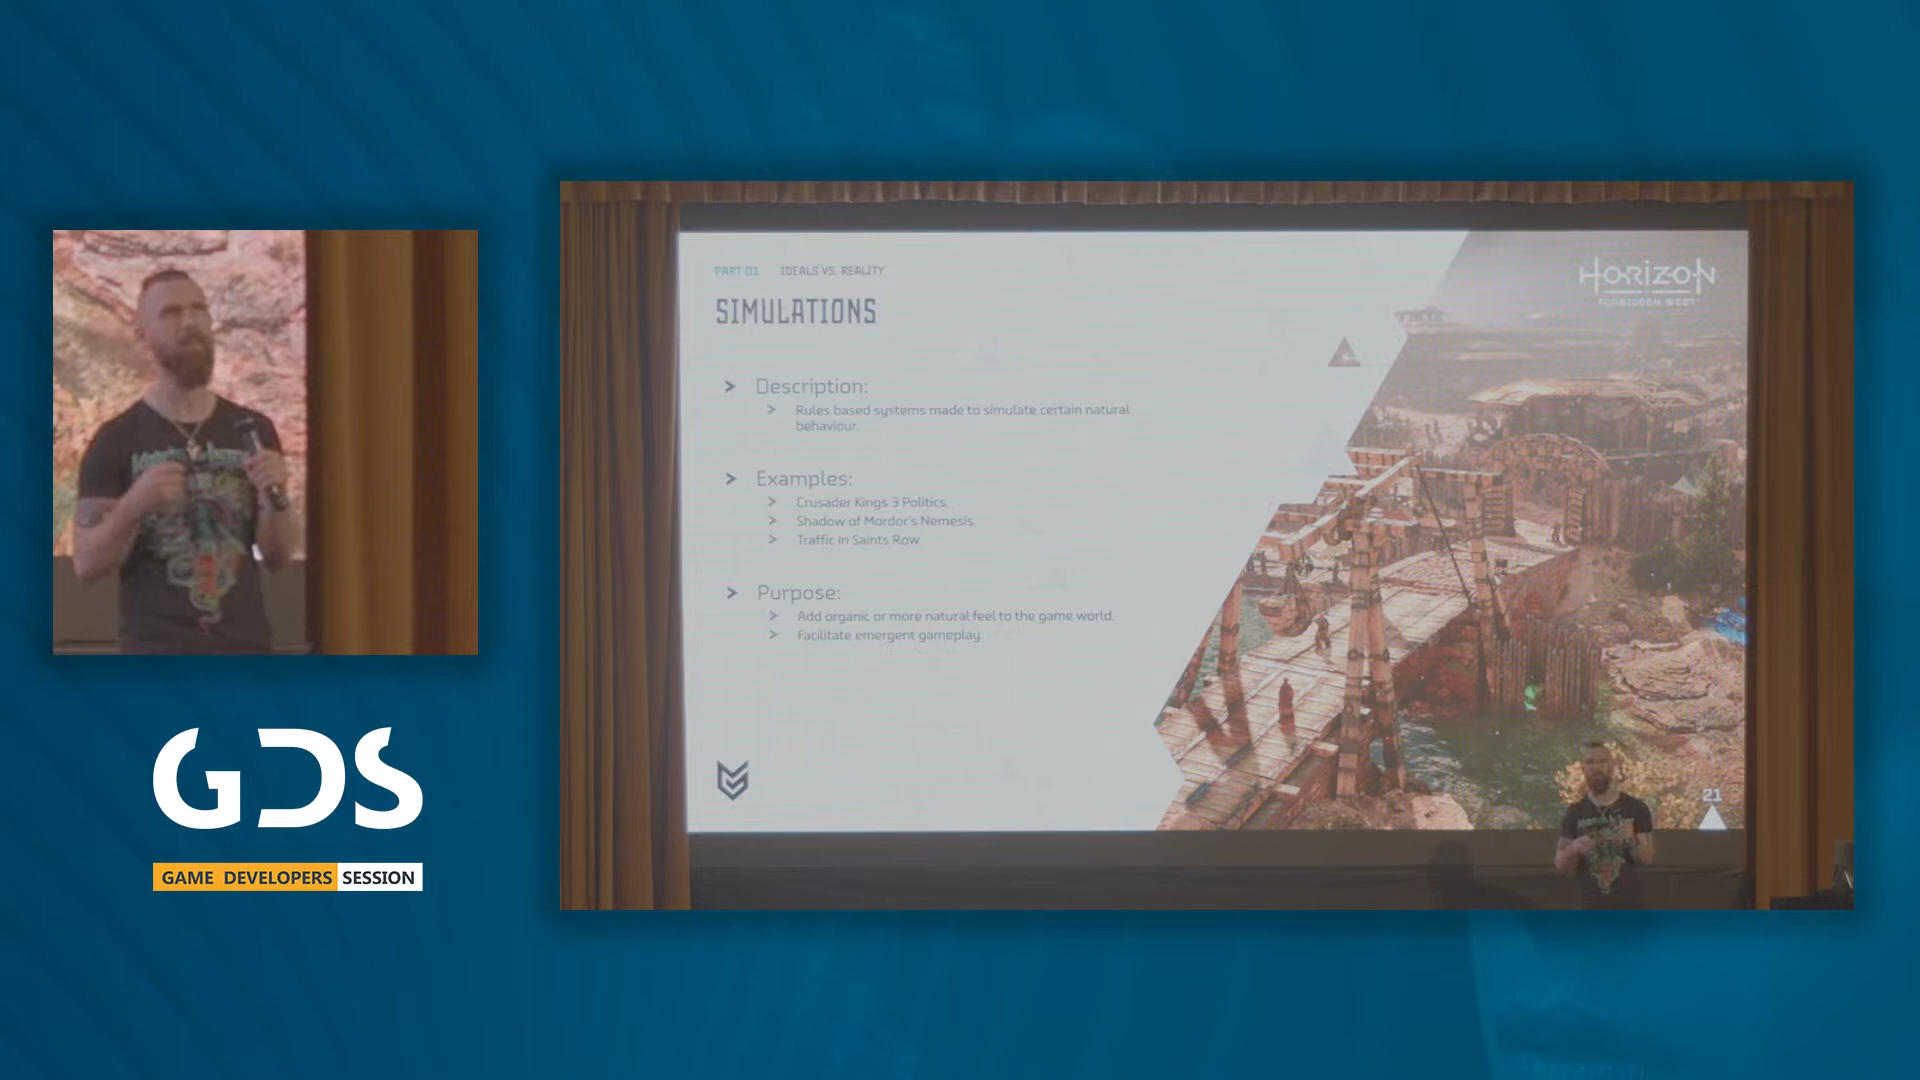 PART 01 IDEALS VS. REALITY
SIMULATIONS
HORIZON
FORBIDDEN WEST
> Description:
> Rules based systems made to simulate certain natural
behaviour.
> Examples:
> Crusader Kings 3 Politics.
> Shadow of Mordor's Nemesis.
> Traffic in Saints Row
> Purpose:
> Add organic or more natural feel to the game world.
> Facilitate emergent gameplay.
21
GDS
GAME DEVELOPERS SESSION